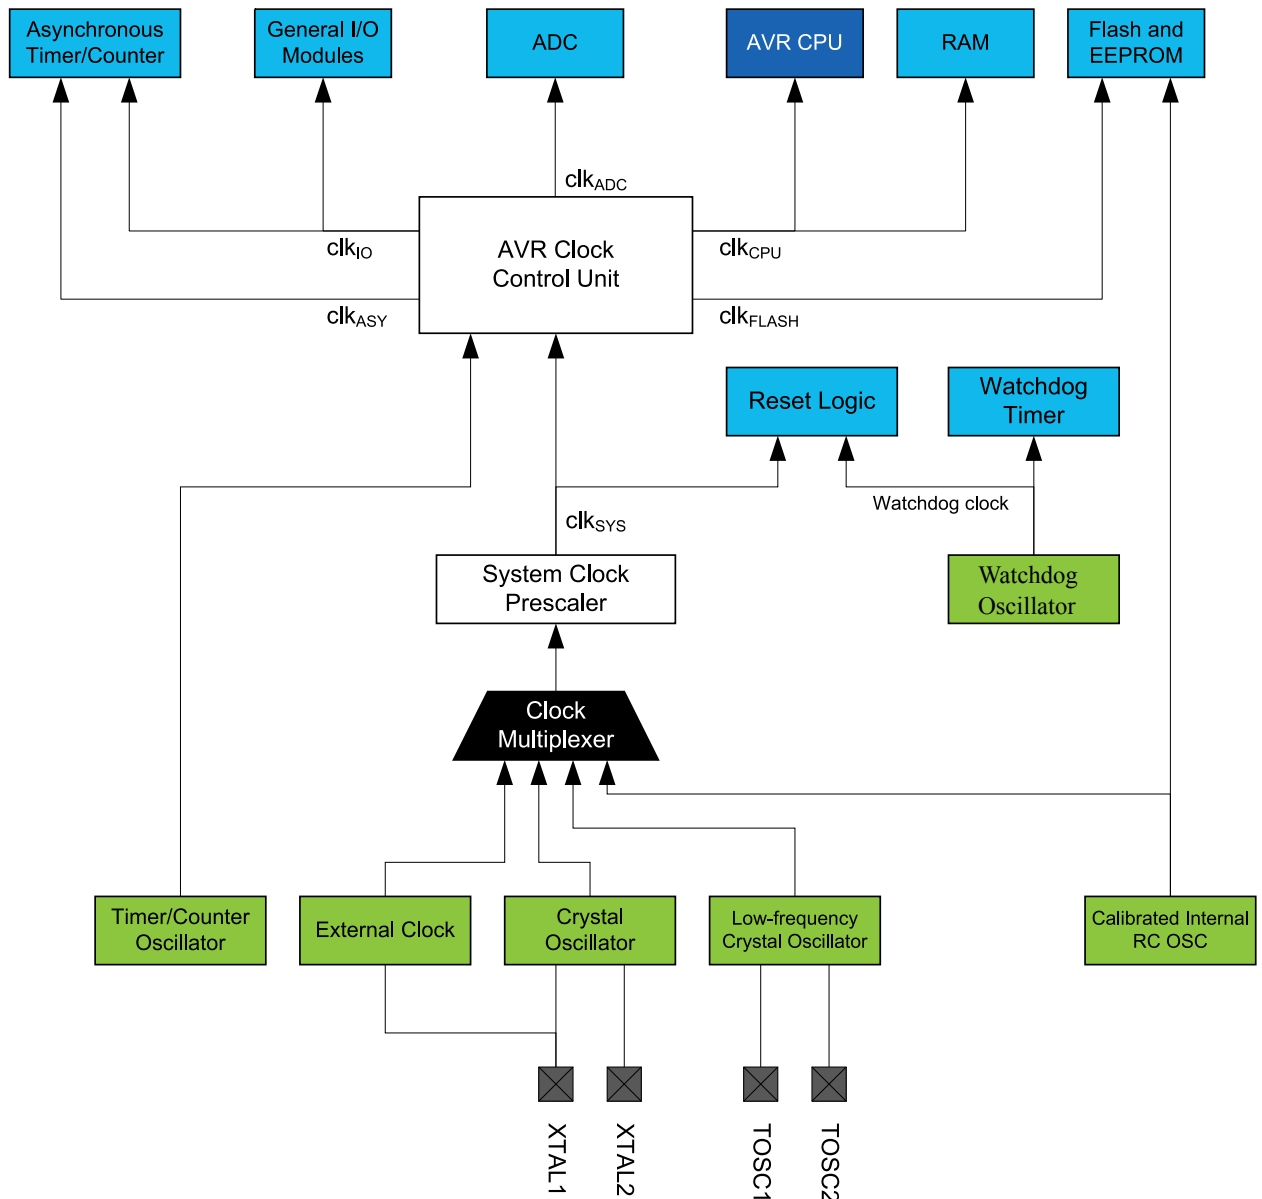 Asynchronous
Timer/Counter
General I/O
Modules
ADC
AVR CPU
RAM
Flash and
EEPROM
clkADC
clkIO
AVR Clock
Control Unit
clkCPU
clkASY
clkFLASH
Reset Logic
Watchdog
Timer
Watchdog clock
clkSYS
System Clock
Prescaler
Watchdog
Oscillator
Clock
Multiplexer
Timer/Counter
Oscillator
External Clock
Crystal
Oscillator
Low-frequency
Crystal Oscillator
Calibrated Internal
RC OSC
XTAL1
XTAL2
TOSC1
TOSC2